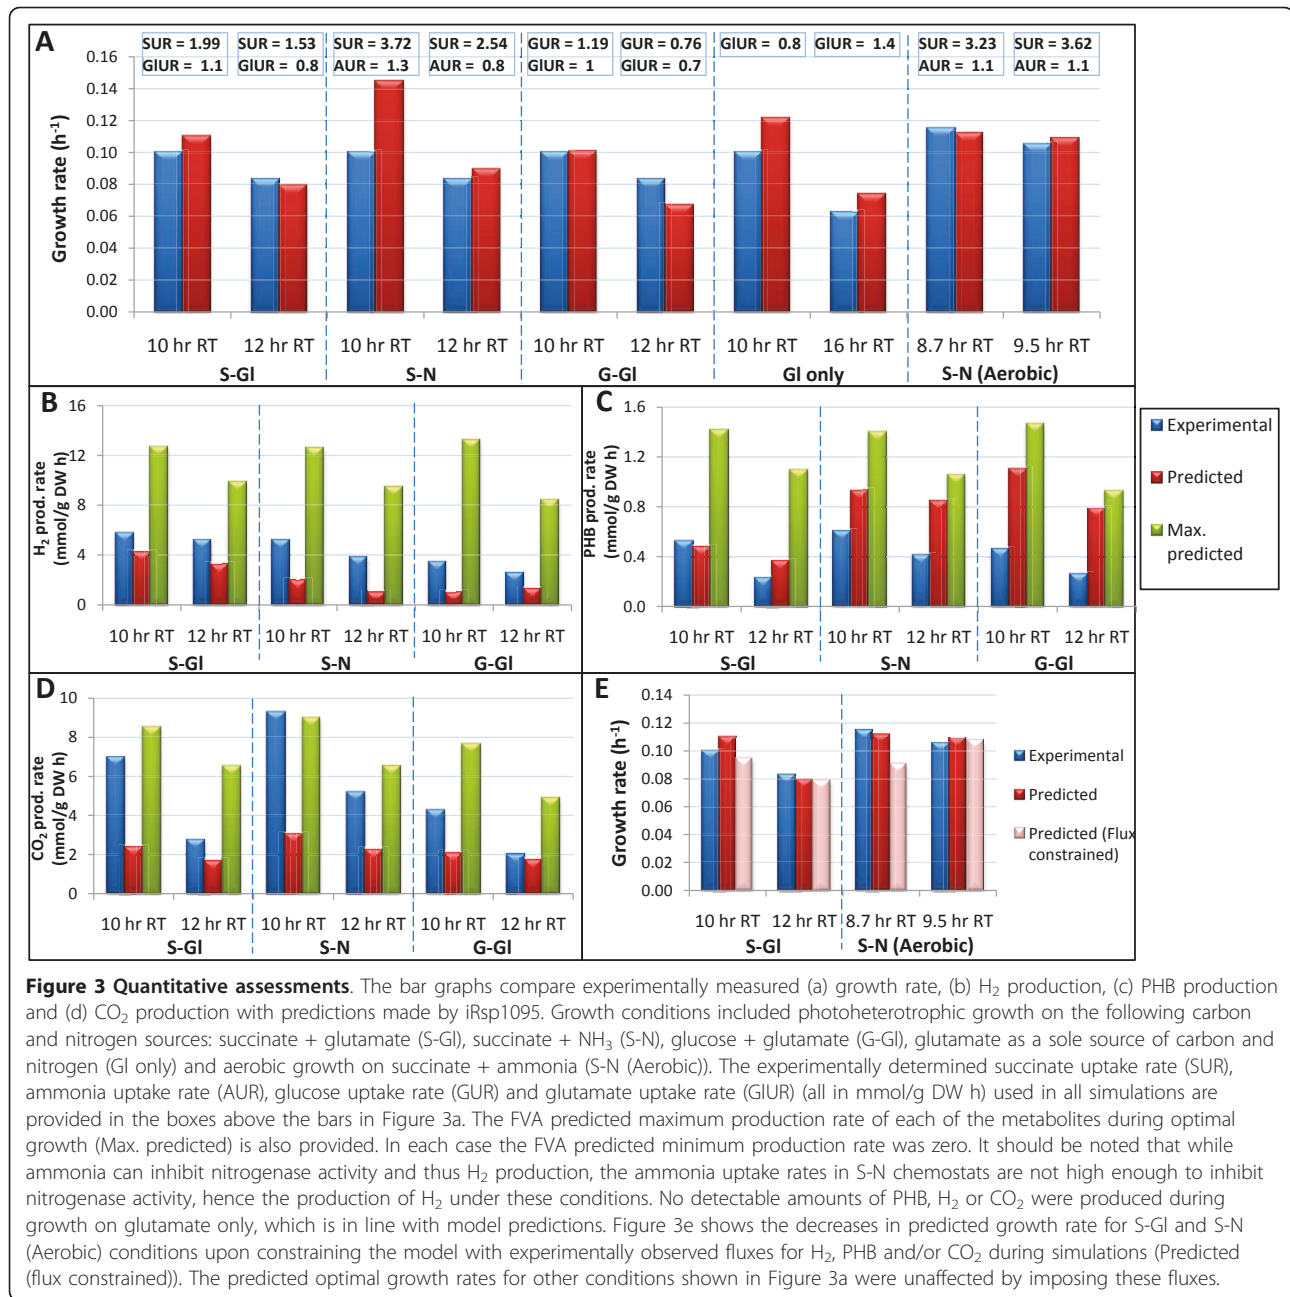 A
SUR = 1.99 SUR = 1.53 SUR = 3.72 SUR = 2.54 GUR = 1.19 GUR = 0.76 GlUR = 0.8 GlUR = 1.4 SUR = 3.23 SUR = 3.62
GlUR = 1.1 GlUR = 0.8 AUR = 1.3 AUR = 0.8 GlUR = 1 GlUR = 0.7 AUR = 1.1 AUR = 1.1
Growth rate (h⁻¹)
0.16
0.14
0.12
0.10
0.08
0.06
0.04
0.02
0.00
10 hr RT 12 hr RT 10 hr RT 12 hr RT 10 hr RT 12 hr RT 10 hr RT 16 hr RT 8.7 hr RT 9.5 hr RT
S-Gl S-N G-Gl Gl only S-N (Aerobic)
B
H₂ prod. rate
(mmol/g DW h)
16
12
8
4
0
10 hr RT 12 hr RT 10 hr RT 12 hr RT 10 hr RT 12 hr RT
S-Gl S-N G-Gl
C
PHB prod. rate
(mmol/g DW h)
1.6
1.2
0.8
0.4
0.0
10 hr RT 12 hr RT 10 hr RT 12 hr RT 10 hr RT 12 hr RT
S-Gl S-N G-Gl
Experimental
Predicted
Max.
predicted
D
CO₂ prod. rate
(mmol/g DW h)
10
8
6
4
2
0
10 hr RT 12 hr RT 10 hr RT 12 hr RT 10 hr RT 12 hr RT
S-Gl S-N G-Gl
E
Growth rate (h⁻¹)
0.14
0.12
0.10
0.08
0.06
0.04
0.02
0.00
10 hr RT 12 hr RT 8.7 hr RT 9.5 hr RT
S-Gl S-N (Aerobic)
Experimental
Predicted
Predicted (Flux
constrained)
Figure 3 Quantitative assessments. The bar graphs compare experimentally measured (a) growth rate, (b) H₂ production, (c) PHB production
and (d) CO₂ production with predictions made by iRsp1095. Growth conditions included photoheterotrophic growth on the following carbon
and nitrogen sources: succinate + glutamate (S-Gl), succinate + NH₃ (S-N), glucose + glutamate (G-Gl), glutamate as a sole source of carbon and
nitrogen (Gl only) and aerobic growth on succinate + ammonia (S-N (Aerobic)). The experimentally determined succinate uptake rate (SUR),
ammonia uptake rate (AUR), glucose uptake rate (GUR) and glutamate uptake rate (GlUR) (all in mmol/g DW h) used in all simulations are
provided in the boxes above the bars in Figure 3a. The FVA predicted maximum production rate of each of the metabolites during optimal
growth (Max. predicted) is also provided. In each case the FVA predicted minimum production rate was zero. It should be noted that while
ammonia can inhibit nitrogenase activity and thus H₂ production, the ammonia uptake rates in S-N chemostats are not high enough to inhibit
nitrogenase activity, hence the production of H₂ under these conditions. No detectable amounts of PHB, H₂ or CO₂ were produced during
growth on glutamate only, which is in line with model predictions. Figure 3e shows the decreases in predicted growth rate for S-Gl and S-N
(Aerobic) conditions upon constraining the model with experimentally observed fluxes for H₂, PHB and/or CO₂ during simulations (Predicted
(flux constrained)). The predicted optimal growth rates for other conditions shown in Figure 3a were unaffected by imposing these fluxes.